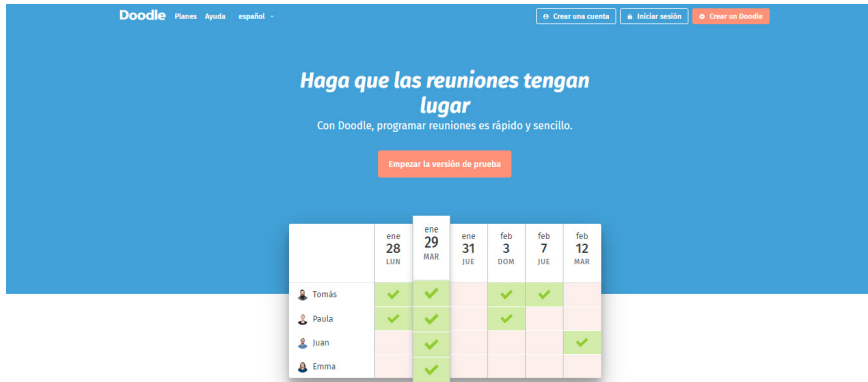 Doodle Planes Ayuda español
Crear una cuenta Iniciar sesión Crear un Doodle
Haga que las reuniones tengan
lugar
Con Doodle, programar reuniones es rápido y sencillo.
Empezar la versión de prueba
ene ene ene feb feb feb
28 29 31 3 7 12
LUN MAR JUE DOM JUE MAR
Tomás
Paula
Juan
Emma